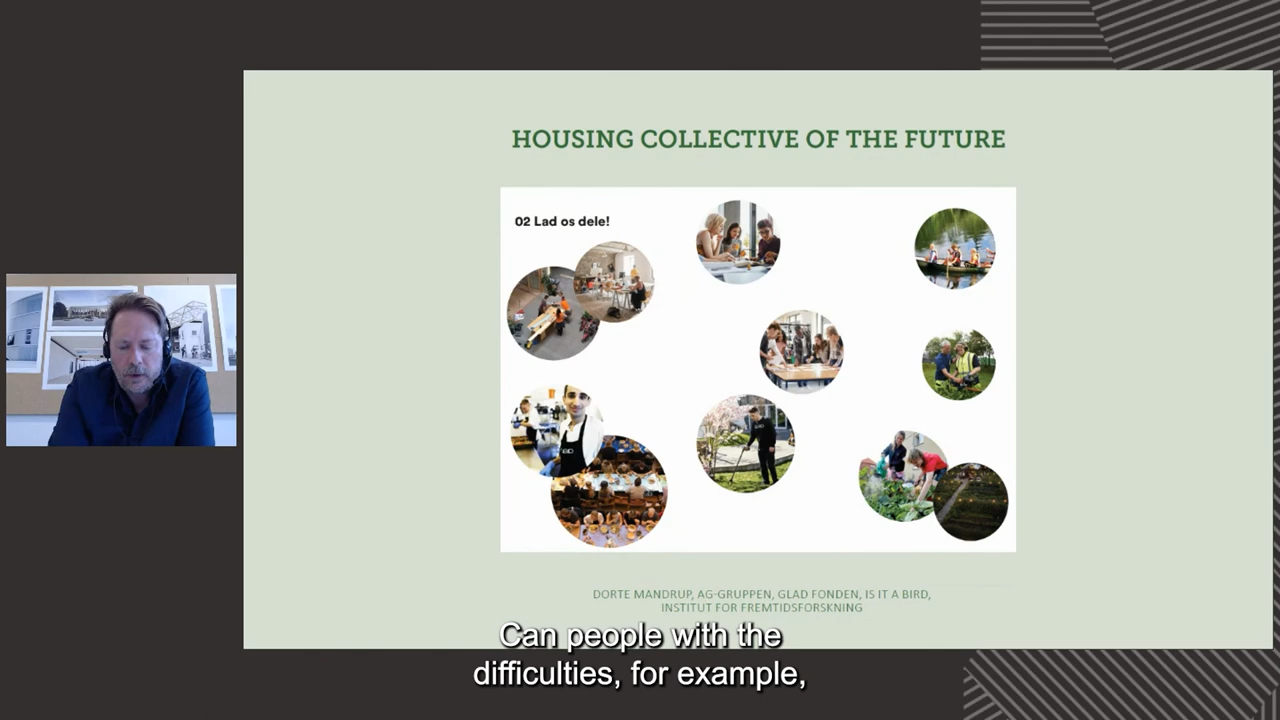 HOUSING COLLECTIVE OF THE FUTURE
02 Lad os dele!
DORTE MANDRUP, AG-GRUPPEN, GLAD FONDEN, IS IT A BIRD,
INSTITUT FOR FREMTIDSFORSKNING
Can people with the
difficulties, for example,